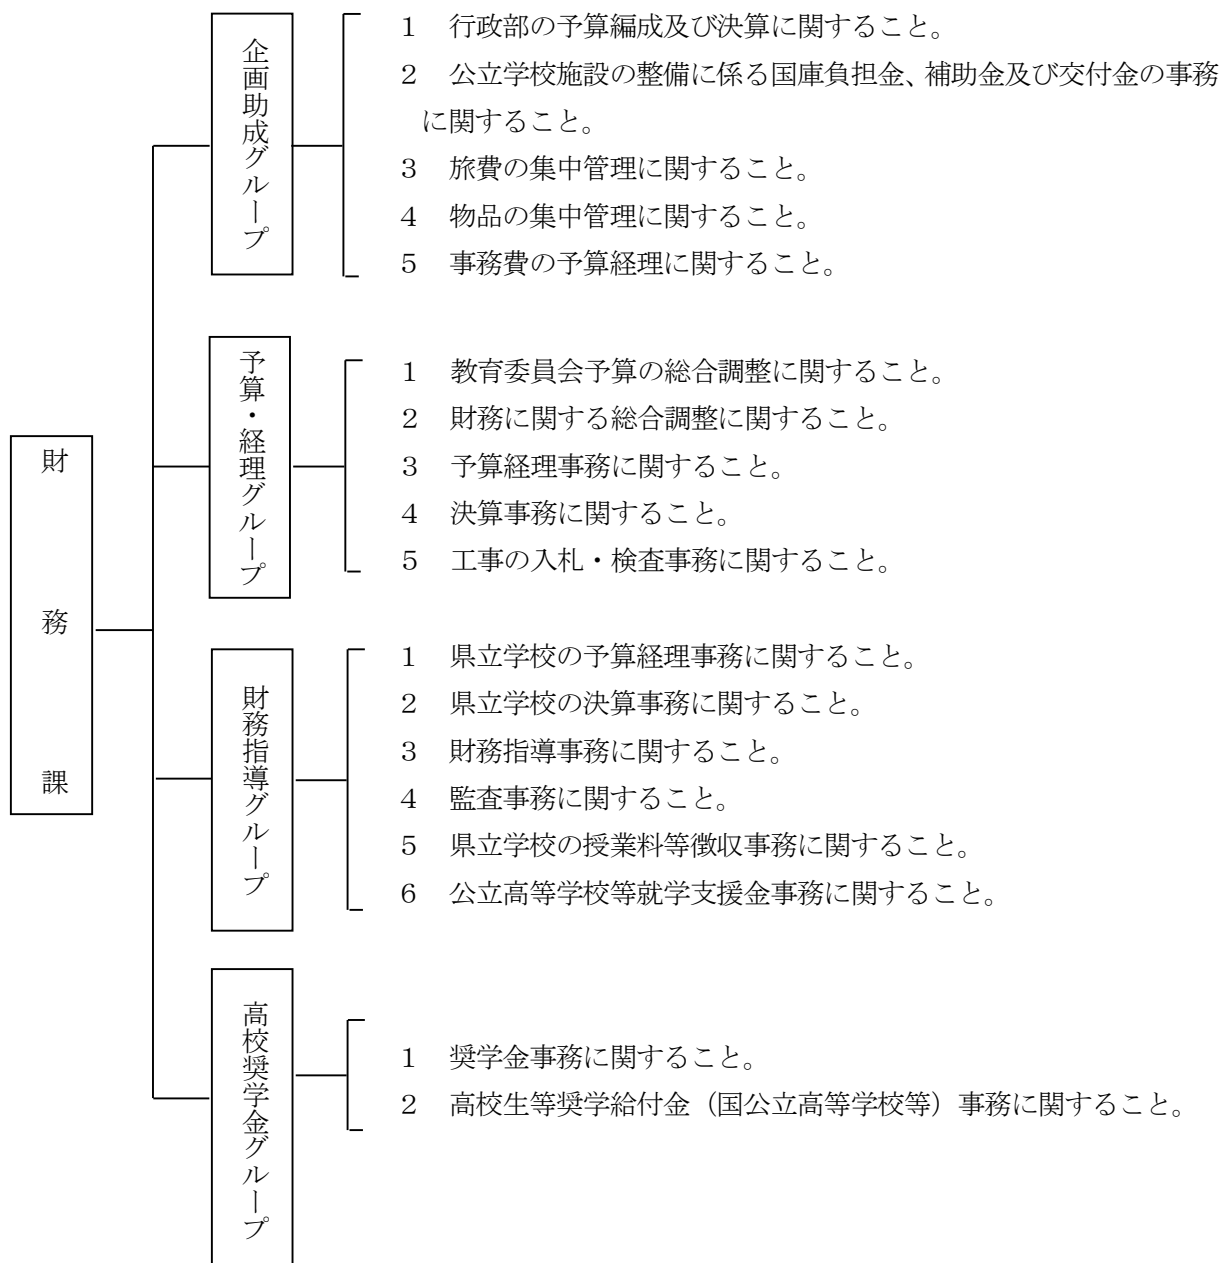 財務課
企画助成グループ
1 行政部の予算編成及び決算に関すること。
2 公立学校施設の整備に係る国庫負担金、補助金及び交付金の事務
に関すること。
3 旅費の集中管理に関すること。
4 物品の集中管理に関すること。
5 事務費の予算経理に関すること。
予算・経理グループ
1 教育委員会予算の総合調整に関すること。
2 財務に関する総合調整に関すること。
3 予算経理事務に関すること。
4 決算事務に関すること。
5 工事の入札・検査事務に関すること。
財務指導グループ
1 県立学校の予算経理事務に関すること。
2 県立学校の決算事務に関すること。
3 財務指導事務に関すること。
4 監査事務に関すること。
5 県立学校の授業料等徴収事務に関すること。
6 公立高等学校等就学支援金事務に関すること。
高校奨学金グループ
1 奨学金事務に関すること。
2 高校生等奨学給付金（国公立高等学校等）事務に関すること。